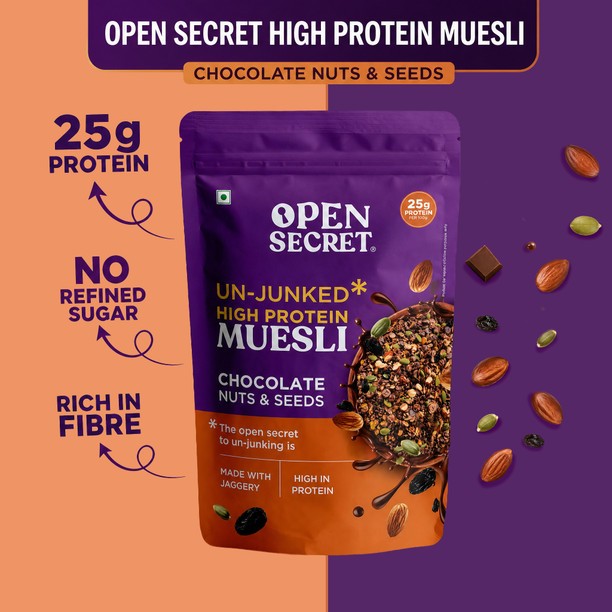 OPEN SECRET HIGH PROTEIN MUESLI
CHOCOLATE NUTS & SEEDS
25g
PROTEIN
NO
REFINED
SUGAR
RICH IN
FIBRE
OPEN
SECRET®
25g
PROTEIN
UN-JUNKED*
HIGH PROTEIN
MUESLI
CHOCOLATE
NUTS & SEEDS
*The open secret
to un-junking is
MADE WITH
JAGGERY
HIGH IN
PROTEIN